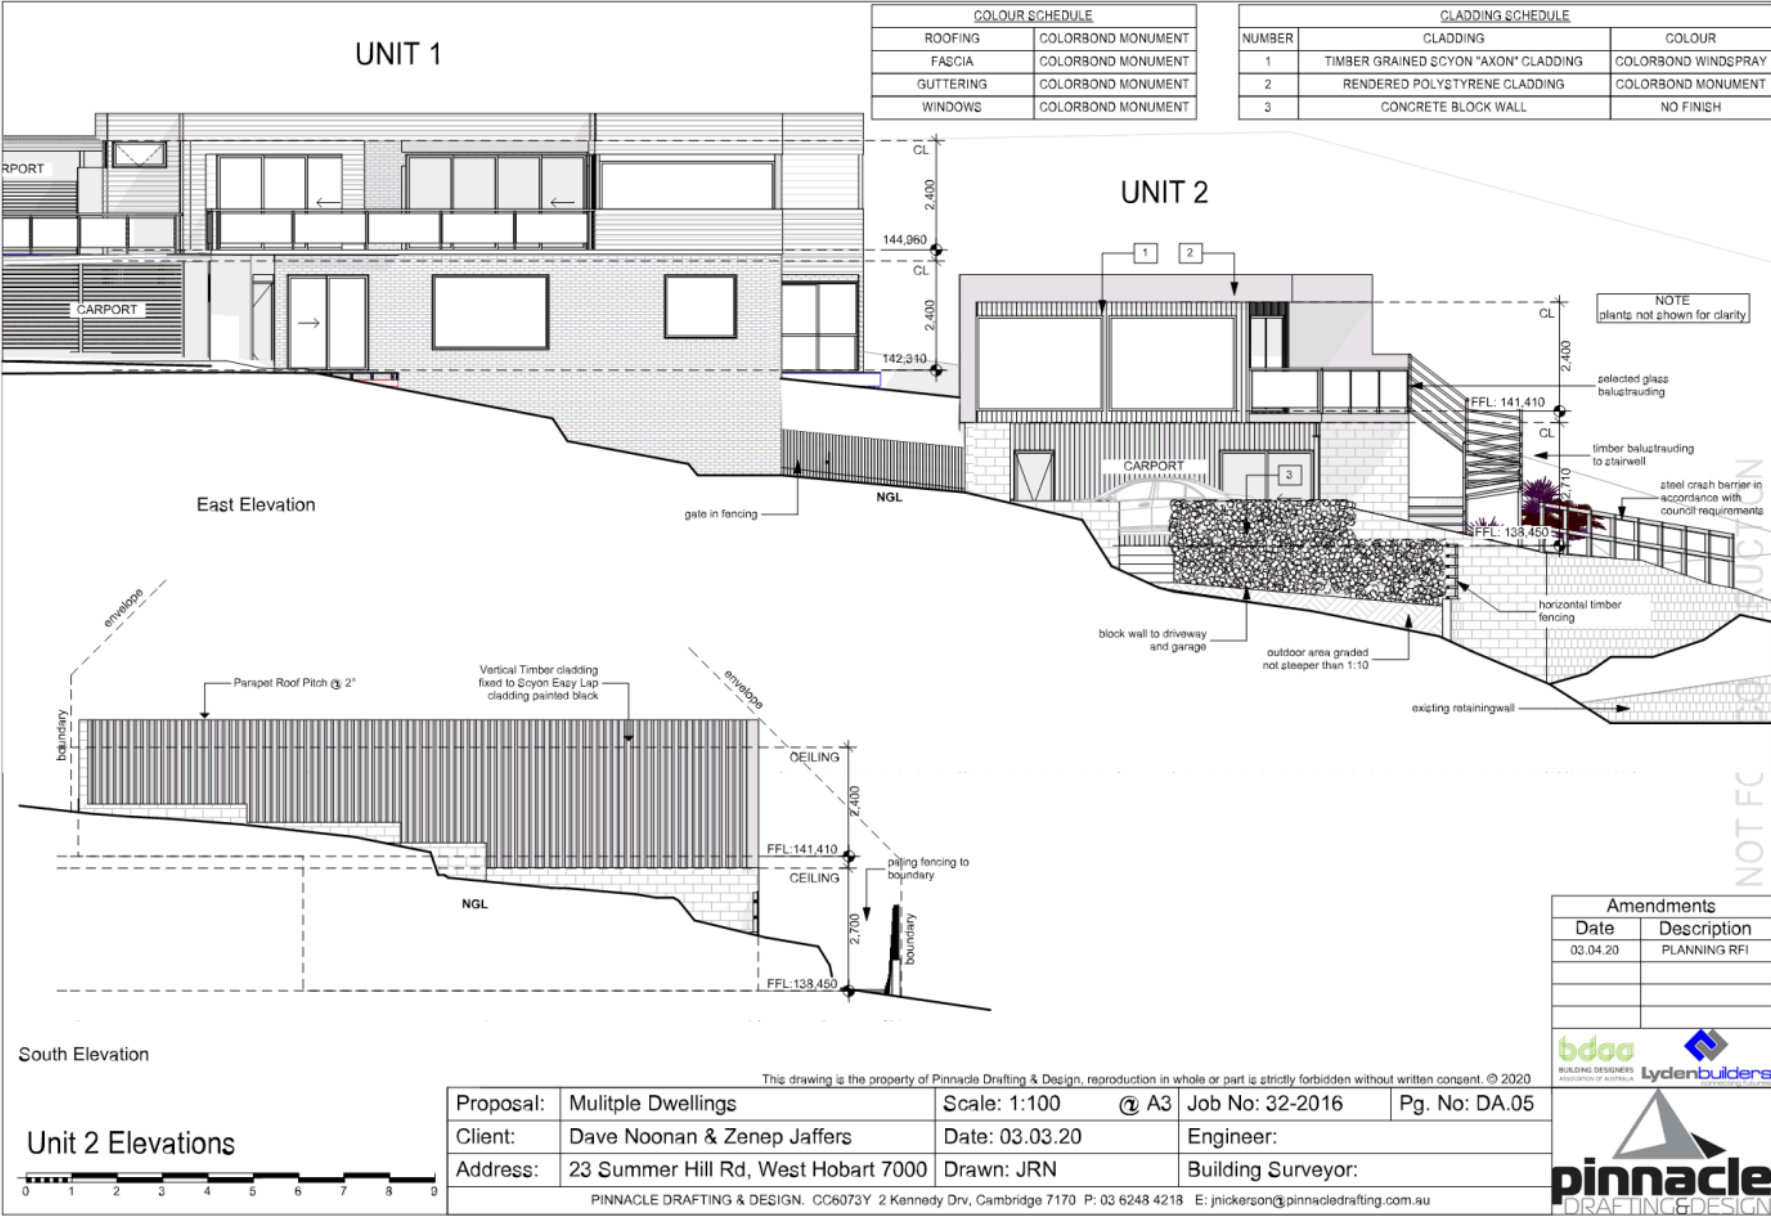 UNIT 1
COLOUR SCHEDULE
ROOFING COLORBOND MONUMENT
FASCIA COLORBOND MONUMENT
GUTTERING COLORBOND MONUMENT
WINDOWS COLORBOND MONUMENT
CLADDING SCHEDULE
NUMBER CLADDING COLOUR
1 TIMBER GRAINED SCYON "AXON" CLADDING COLORBOND WINDSPRAY
2 RENDERED POLYSTYRENE CLADDING COLORBOND MONUMENT
3 CONCRETE BLOCK WALL NO FINISH
RPORT
CARPORT
CL
2,400
144,960
CL
2,400
142,310
UNIT 2
1
2
NOTE
plants not shown for clarity
CL
2,400
selected glass
balustrauding
FFL: 141,410
CL
timber balustrauding
to stairwell
2,710
steel crash barrier in
accordance with
council requirements
CARPORT
3
FFL: 138,450
East Elevation
gate in fencing
NGL
horizontal timber
fencing
block wall to driveway
and garage
outdoor area graded
not steeper than 1:10
existing retainingwall
envelope
boundary
Parapet Roof Pitch @ 2°
Vertical Timber cladding
fixed to Scyon Easy Lap
cladding painted black
envelope
CEILING
2,400
FFL:141,410
CEILING
paling fencing to
boundary
NGL
2,700
boundary
FFL:138,450
South Elevation
NOT FO
RUCTION
Amendments
Date Description
03.04.20 PLANNING RFI
bdaa
BUILDING DESIGNERS
ASSOCIATION OF AUSTRALIA
Lydenbuilders
connecting futures
This drawing is the property of Pinnacle Drafting & Design, reproduction in whole or part is strictly forbidden without written consent. © 2020
Unit 2 Elevations
0 1 2 3 4 5 6 7 8 9
Proposal: Mulitple Dwellings Scale: 1:100 @ A3 Job No: 32-2016 Pg. No: DA.05
Client: Dave Noonan & Zenep Jaffers Date: 03.03.20 Engineer:
Address: 23 Summer Hill Rd, West Hobart 7000 Drawn: JRN Building Surveyor:
PINNACLE DRAFTING & DESIGN. CC6073Y 2 Kennedy Drv, Cambridge 7170 P: 03 6248 4218 E: jnickerson@pinnacledrafting.com.au
pinnacle
DRAFTING&DESIGN